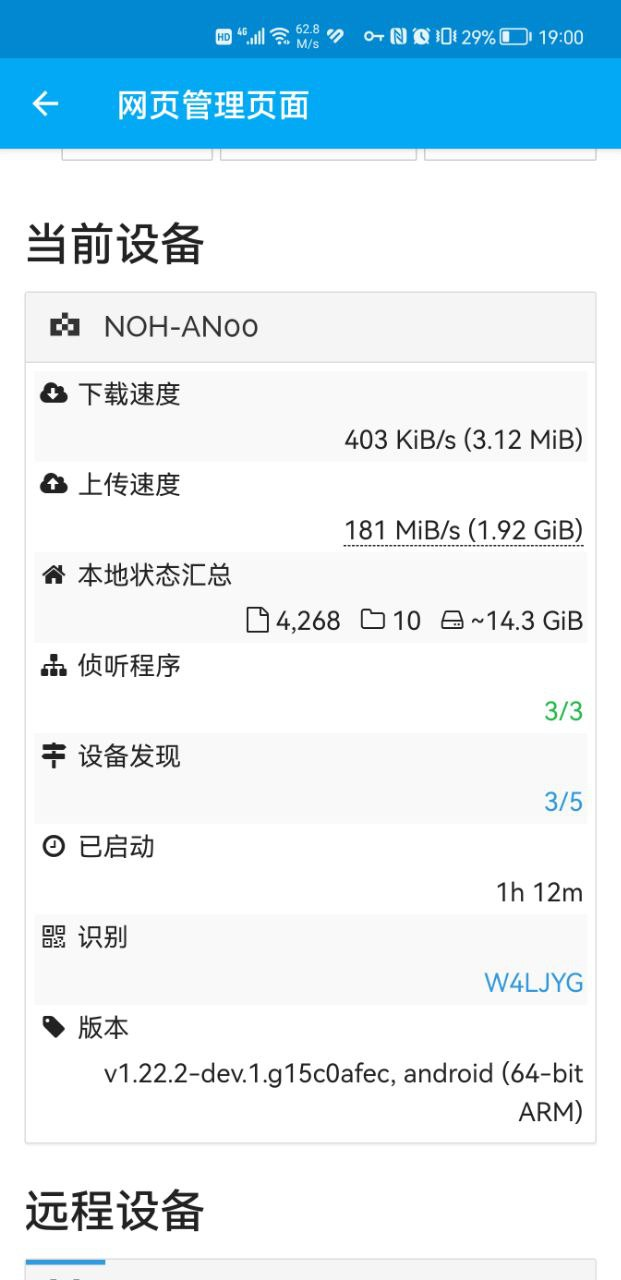 HD 4G 62.8 M/s 29% 19:00
网页管理页面
当前设备
NOH-AN00
下载速度
403 KiB/s (3.12 MiB)
上传速度
181 MiB/s (1.92 GiB)
本地状态汇总
4,268 10 ~14.3 GiB
侦听程序
3/3
设备发现
3/5
已启动
1h 12m
识别
W4LJYG
版本
v1.22.2-dev.1.g15c0afec, android (64-bit
ARM)
远程设备